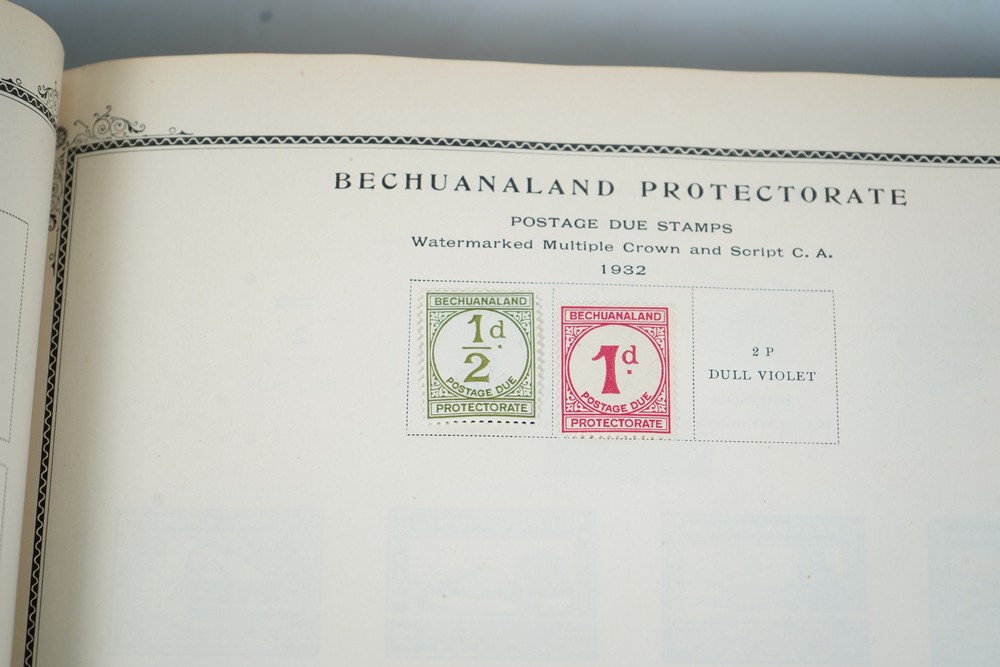 BECHUANALAND PROTECTORATE
POSTAGE DUE STAMPS
Watermarked Multiple Crown and Script C. A.
1932
BECHUANALAND
1/2 d
POSTAGE DUE
PROTECTORATE
BECHUANALAND
1d
POSTAGE DUE
PROTECTORATE
2 P
DULL VIOLET